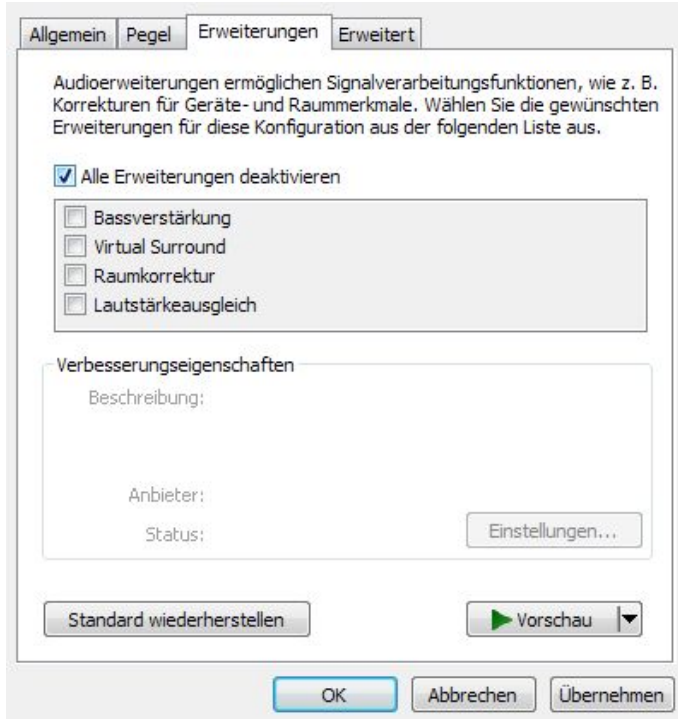 Allgemein Pegel Erweiterungen Erweitert
Audioerweiterungen ermöglichen Signalverarbeitungsfunktionen, wie z. B.
Korrekturen für Geräte- und Raummerkmale. Wählen Sie die gewünschten
Erweiterungen für diese Konfiguration aus der folgenden Liste aus.
Alle Erweiterungen deaktivieren
Bassverstärkung
Virtual Surround
Raumkorrektur
Lautstärkeausgleich
Verbesserungseigenschaften
Beschreibung:
Anbieter:
Status:
Einstellungen...
Standard wiederherstellen
Vorschau
OK Abbrechen Übernehmen